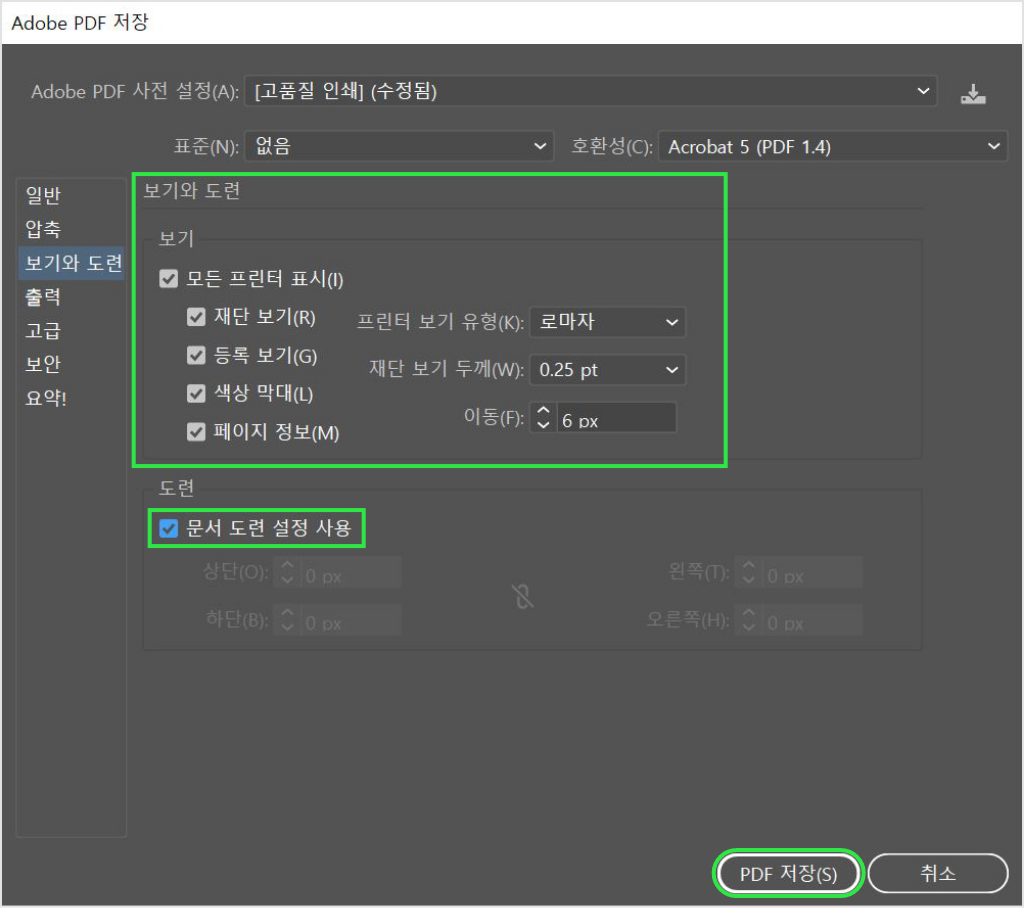 Adobe PDF 저장
Adobe PDF 사전 설정(A): [고품질 인쇄] (수정됨)
표준(N): 없음 호환성(C): Acrobat 5 (PDF 1.4)
일반
압축
보기와 도련
출력
고급
보안
요약!
보기와 도련
보기
모든 프린터 표시(I)
재단 보기(R)
등록 보기(G)
색상 막대(L)
페이지 정보(M)
프린터 보기 유형(K): 로마자
재단 보기 두께(W): 0.25 pt
이동(F): 6 px
도련
문서 도련 설정 사용
상단(O): 0 px
하단(B): 0 px
왼쪽(T): 0 px
오른쪽(H): 0 px
PDF 저장(S)
취소